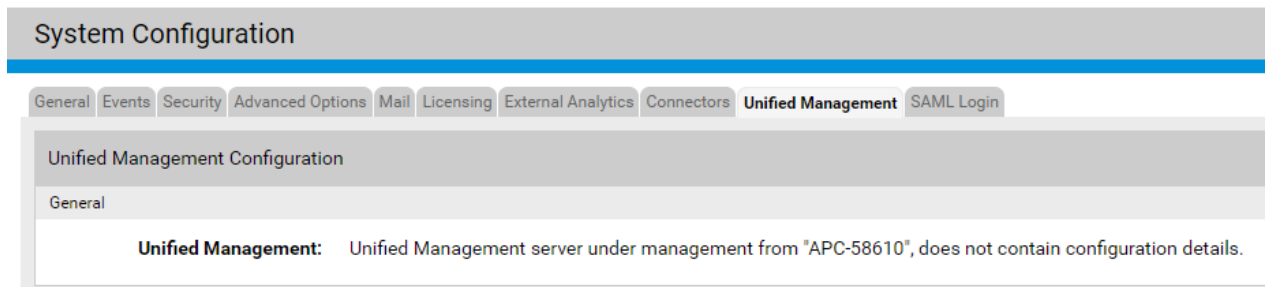 System Configuration
General Events Security Advanced Options Mail Licensing External Analytics Connectors Unified Management SAML Login
Unified Management Configuration
General
Unified Management: Unified Management server under management from "APC-58610", does not contain configuration details.